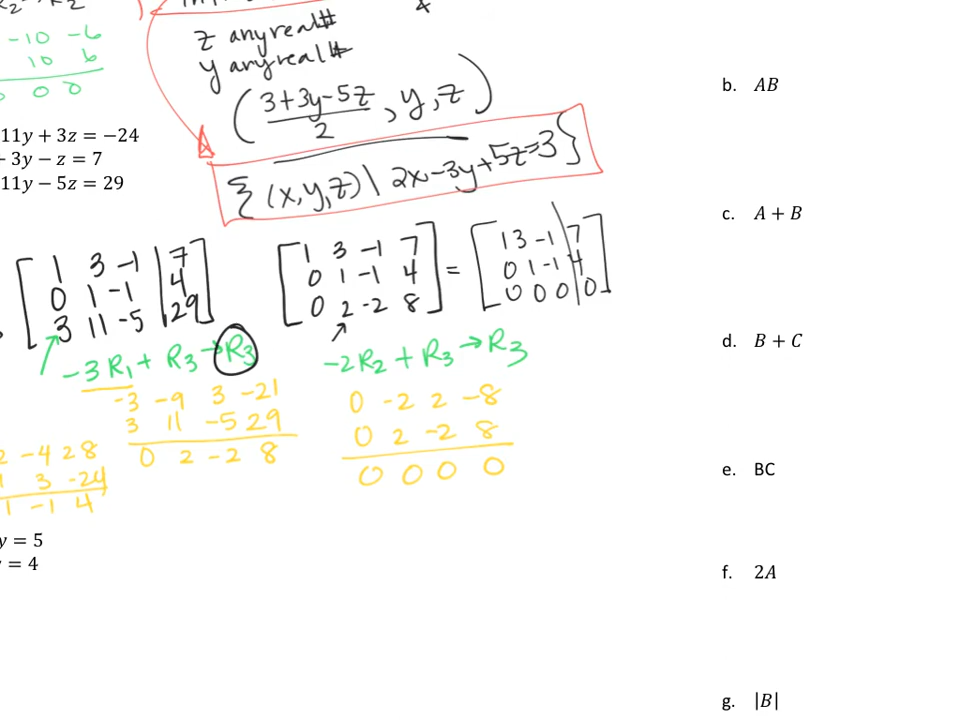 -10 -6
10 6
0 0
z any real #
y any real #
( 3+3y-5z / 2 , y, z )
{ (x,y,z) \ 2x-3y+5z=3 }
11y + 3z = −24
3y − z = 7
11y − 5z = 29
[ 1 3 -1 | 7 ] [ 1 3 -1 7 ] = [ 1 3 -1 | 7 ]
[ 0 1 -1 | 4 ] [ 0 1 -1 4 ] [ 0 1 -1 | 4 ]
[ 3 11 -5 | 29 ] [ 0 2 -2 8 ] [ 0 0 0 | 0 ]
-3R1 + R3 → R3
-3 -9 3 -21
3 11 -5 29
0 2 -2 8
-2R2 + R3 → R3
0 -2 2 -8
0 2 -2 8
0 0 0 0
2 -4 28
3 -24
1 -1 4
y = 5
= 4
b. AB
c. A + B
d. B + C
e. BC
f. 2A
g. |B|